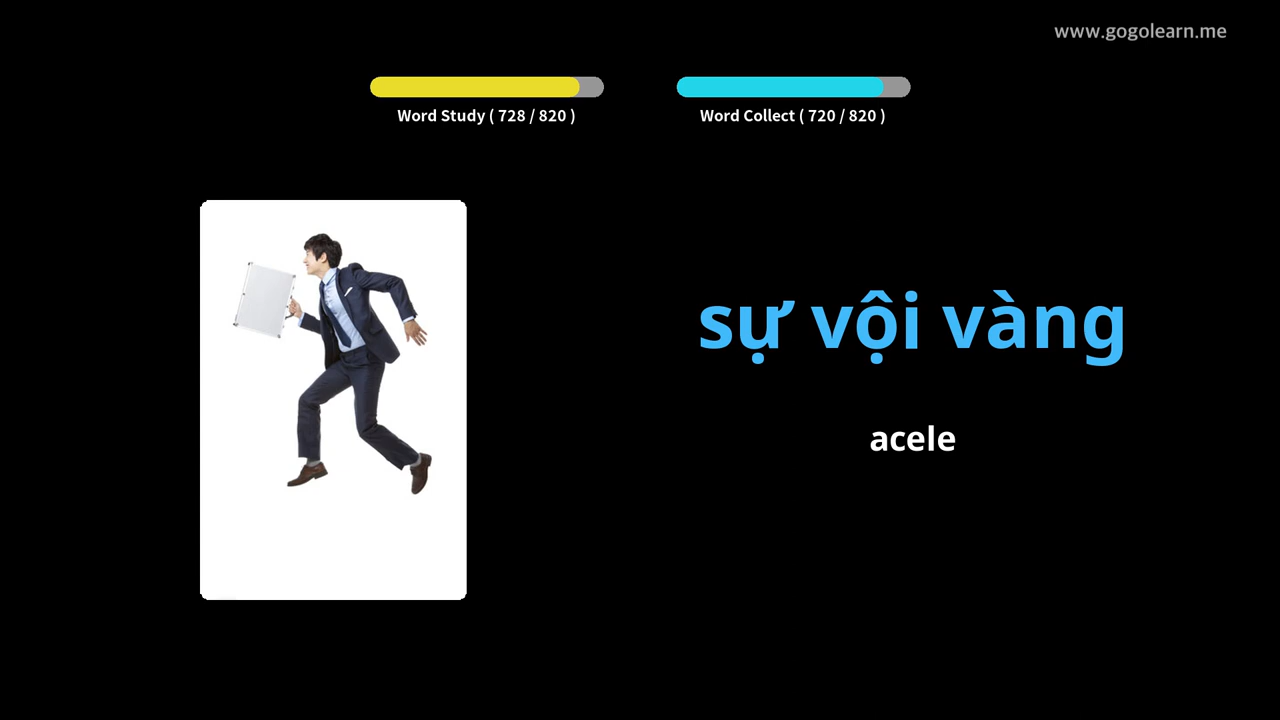 www.gogolearn.me
Word Study ( 728 / 820 )
Word Collect ( 720 / 820 )
sự vội vàng
acele